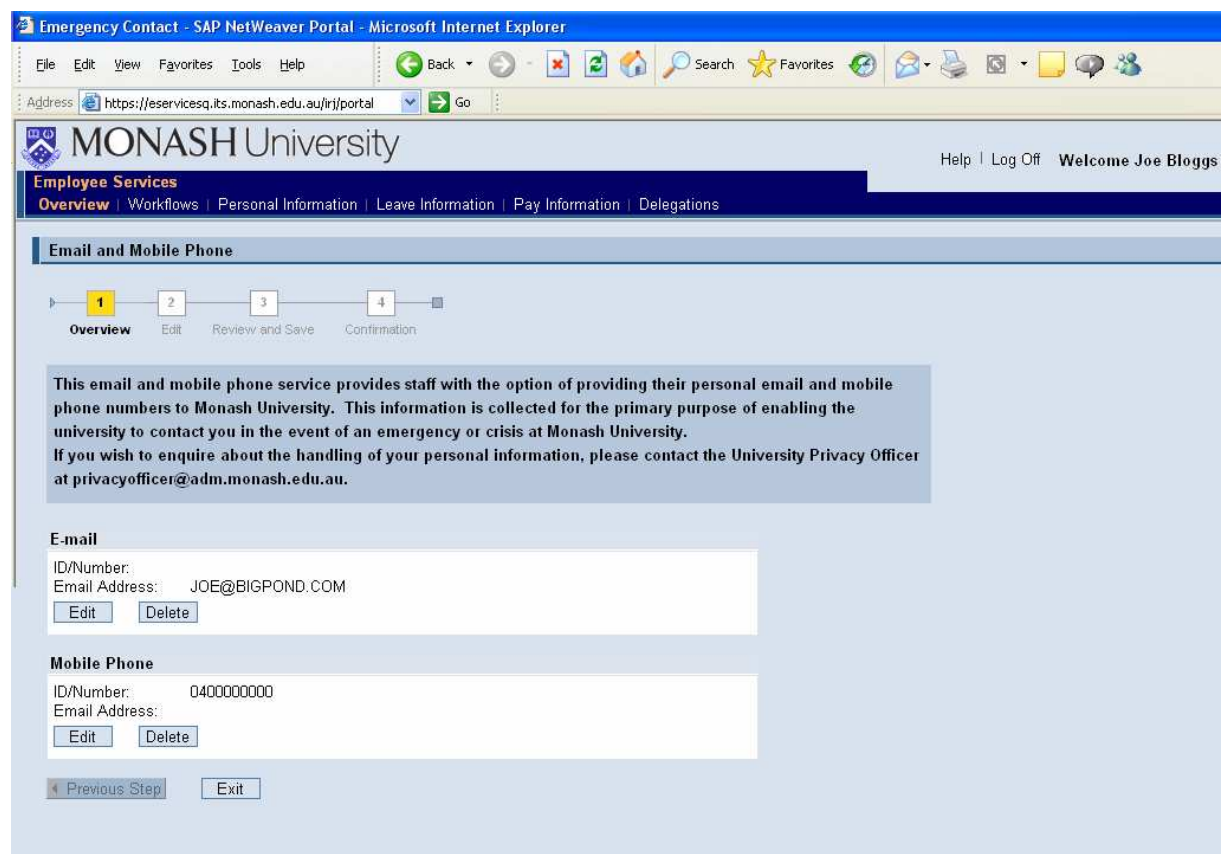 Emergency Contact - SAP NetWeaver Portal - Microsoft Internet Explorer
File Edit View Favorites Tools Help Back Search Favorites
Address https://eservicesq.its.monash.edu.au/irj/portal Go
MONASH University
Help | Log Off Welcome Joe Bloggs
Employee Services
Overview | Workflows | Personal Information | Leave Information | Pay Information | Delegations
Email and Mobile Phone
1 2 3 4
Overview Edit Review and Save Confirmation
This email and mobile phone service provides staff with the option of providing their personal email and mobile
phone numbers to Monash University. This information is collected for the primary purpose of enabling the
university to contact you in the event of an emergency or crisis at Monash University.
If you wish to enquire about the handling of your personal information, please contact the University Privacy Officer
at privacyofficer@adm.monash.edu.au.
E-mail
ID/Number:
Email Address: JOE@BIGPOND.COM
Edit Delete
Mobile Phone
ID/Number: 0400000000
Email Address:
Edit Delete
Previous Step Exit